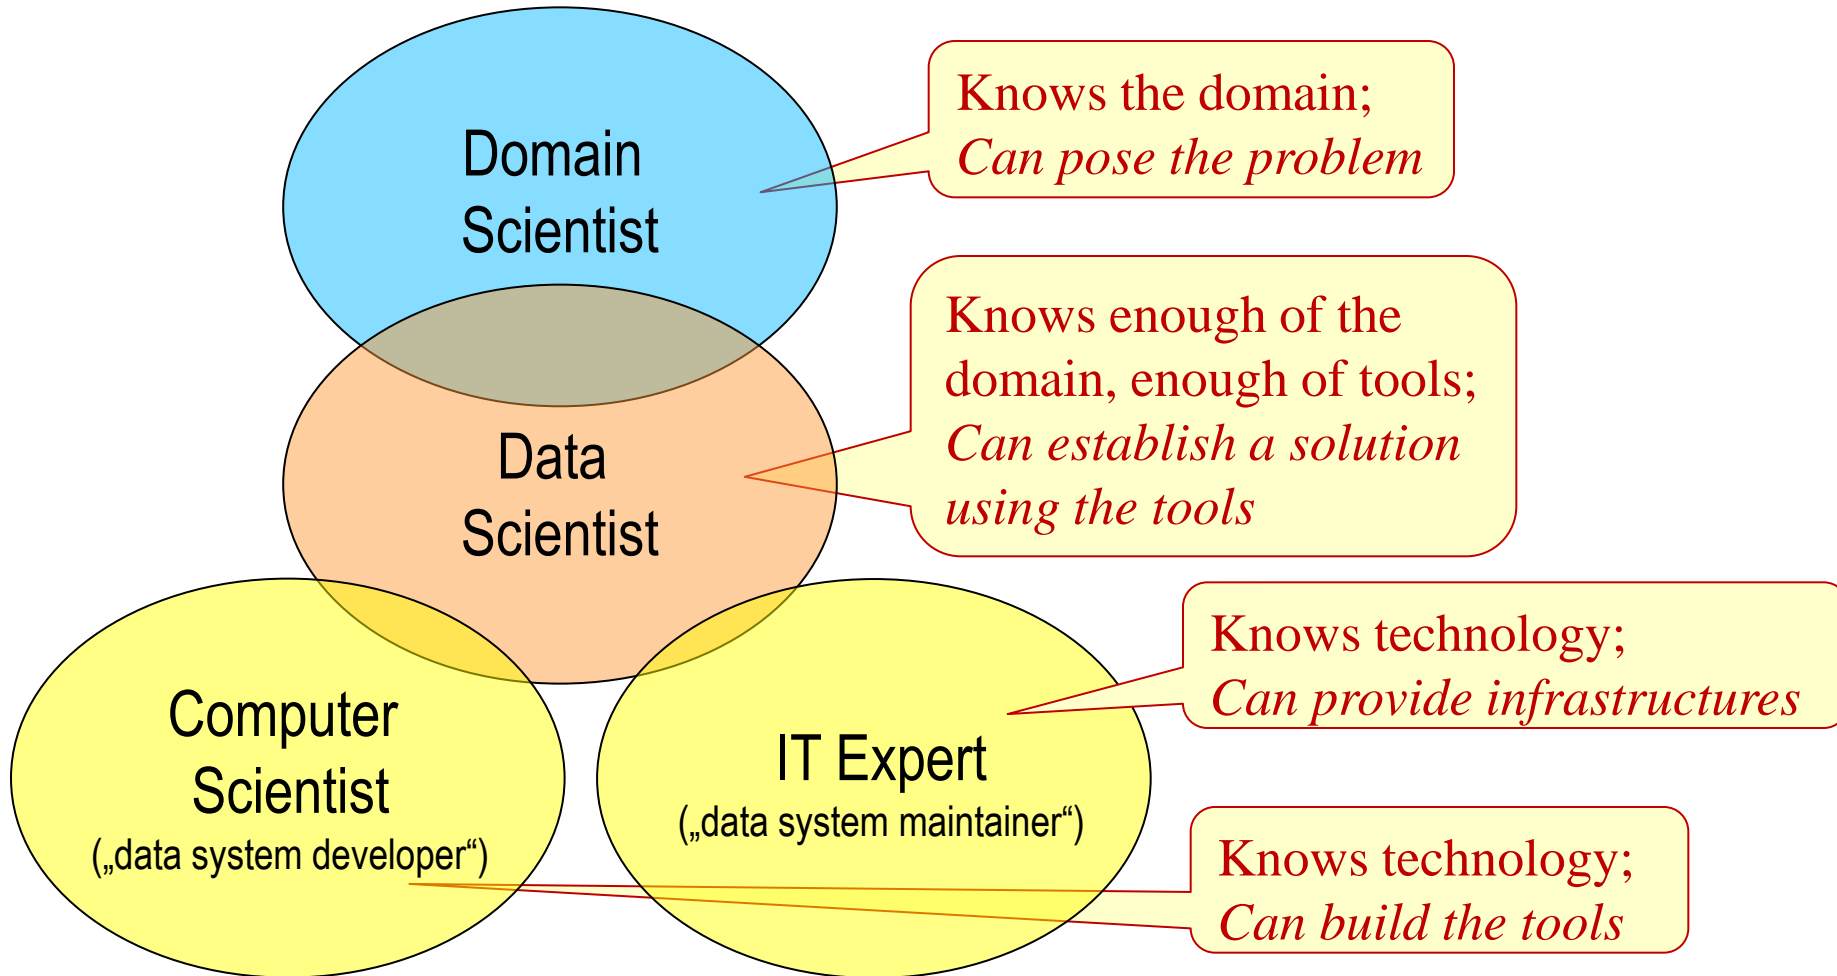 Domain
Scientist
Knows the domain;
Can pose the problem
Data
Scientist
Knows enough of the
domain, enough of tools;
Can establish a solution
using the tools
Computer
Scientist
(„data system developer“)
IT Expert
(„data system maintainer“)
Knows technology;
Can provide infrastructures
Knows technology;
Can build the tools